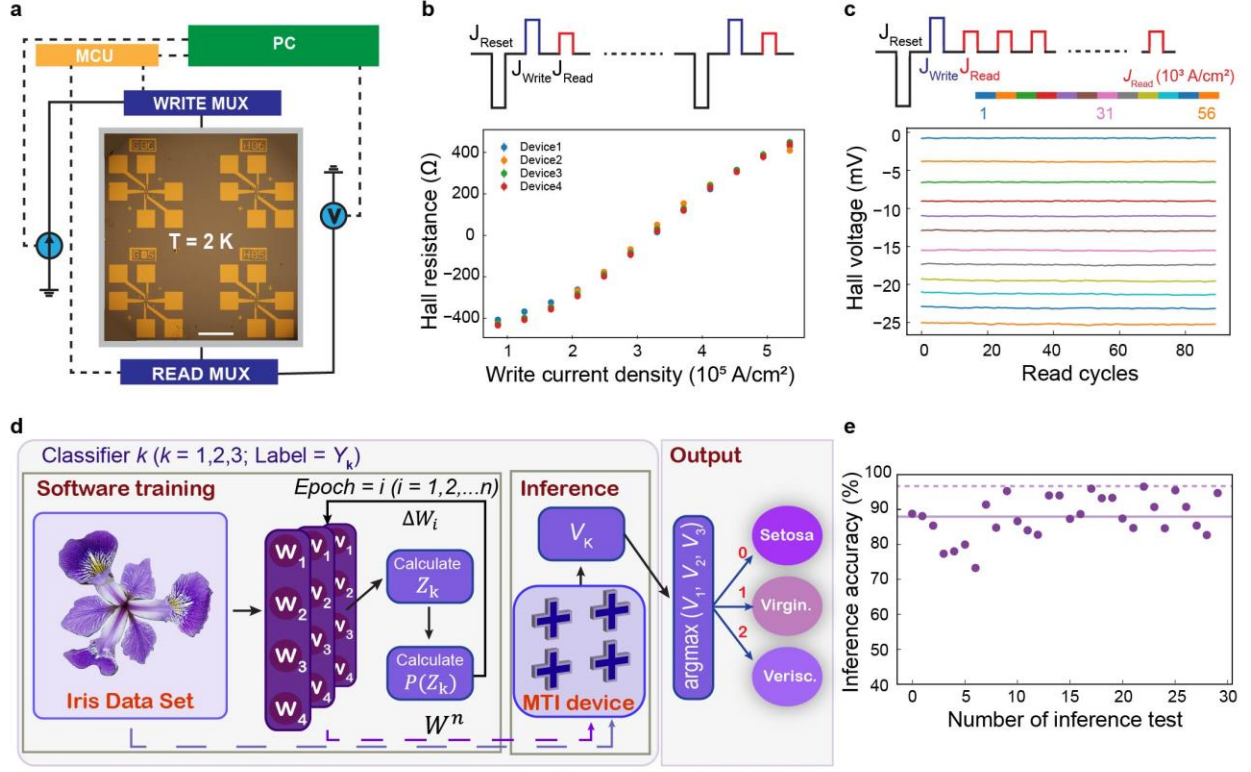 a
PC
MCU
WRITE MUX
T = 2 K
V
READ MUX
b
J_Reset
J_Write J_Read
Device1
Device2
Device3
Device4
Hall resistance (Ω)
400
200
0
−200
−400
1 2 3 4 5
Write current density (10⁵ A/cm²)
c
J_Reset
J_Write J_Read
J_Read (10³ A/cm²)
1 31 56
Hall voltage (mV)
0
−5
−10
−15
−20
−25
0 20 40 60 80
Read cycles
d
Classifier k (k = 1,2,3; Label = Y_k)
Software training
Epoch = i (i = 1,2,...n)
ΔW_i
Iris Data Set
W_1
W_2
W_3
W_4
V_1
V_2
V_3
V_4
V_1
V_2
V_3
V_4
Calculate
Z_k
Calculate
P(Z_k)
W^n
Inference
V_K
MTI device
Output
argmax (V_1, V_2, V_3)
0
1
2
Setosa
Virgin.
Verisc.
e
Inference accuracy (%)
100
90
80
70
60
50
40
0 5 10 15 20 25 30
Number of inference test